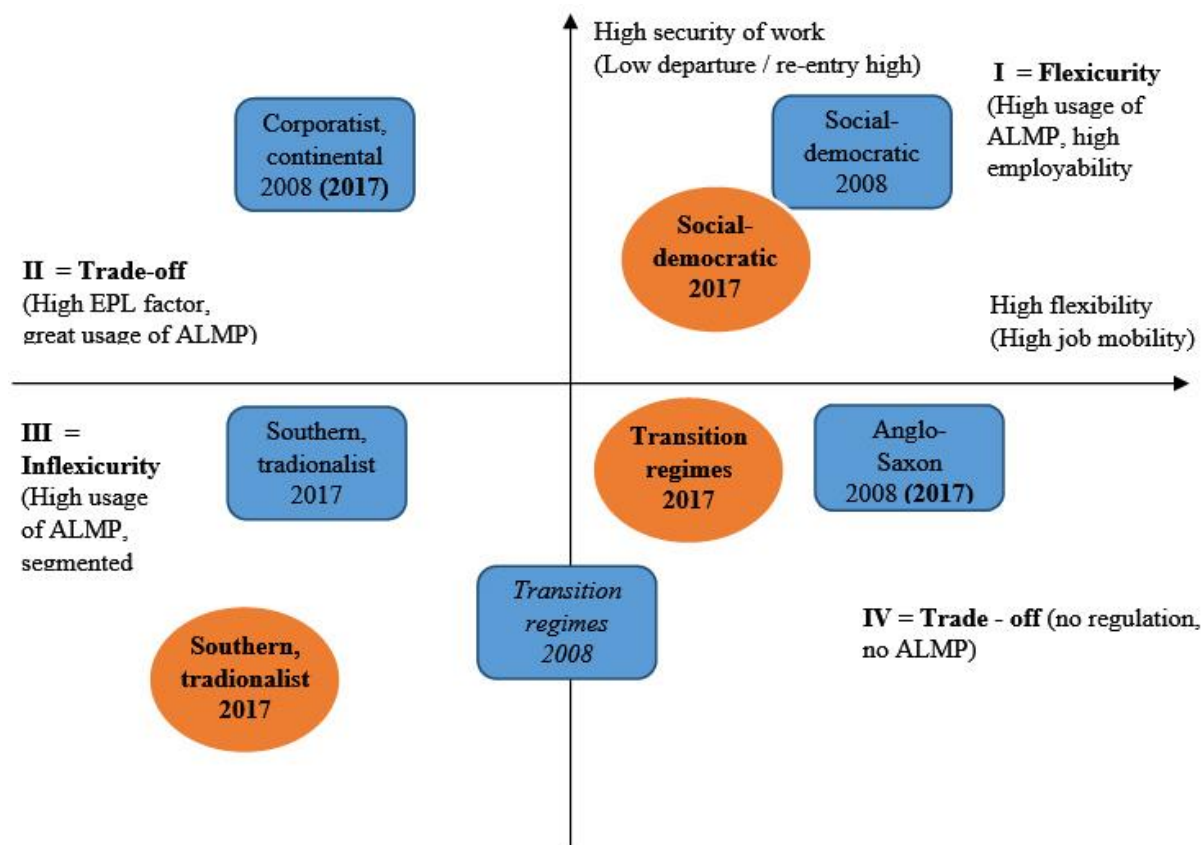 High security of work
(Low departure / re-entry high)
I = Flexicurity
(High usage of
ALMP, high
employability
Corporatist,
continental
2008 (2017)
Social-
democratic
2008
Social-
democratic
2017
II = Trade-off
(High EPL factor,
great usage of ALMP)
High flexibility
(High job mobility)
III =
Inflexicurity
(High usage
of ALMP,
segmented
Southern,
tradionalist
2017
Transition
regimes
2017
Anglo-
Saxon
2008 (2017)
Transition
regimes
2008
Southern,
tradionalist
2017
IV = Trade - off (no regulation,
no ALMP)